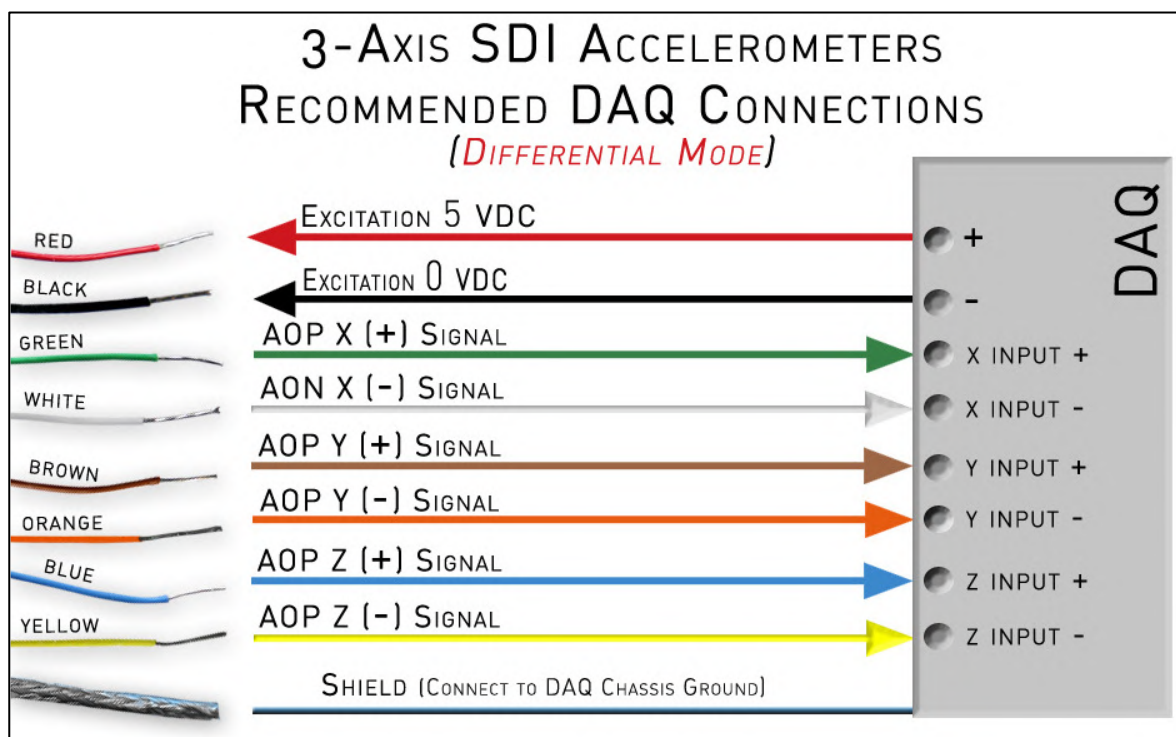 3-Axis SDI Accelerometers
Recommended DAQ Connections
(Differential Mode)
DAQ
RED
Excitation 5 VDC
+
BLACK
Excitation 0 VDC
-
GREEN
AOP X (+) Signal
X INPUT +
WHITE
AON X (-) Signal
X INPUT -
BROWN
AOP Y (+) Signal
Y INPUT +
ORANGE
AOP Y (-) Signal
Y INPUT -
BLUE
AOP Z (+) Signal
Z INPUT +
YELLOW
AOP Z (-) Signal
Z INPUT -
Shield (Connect to DAQ Chassis Ground)